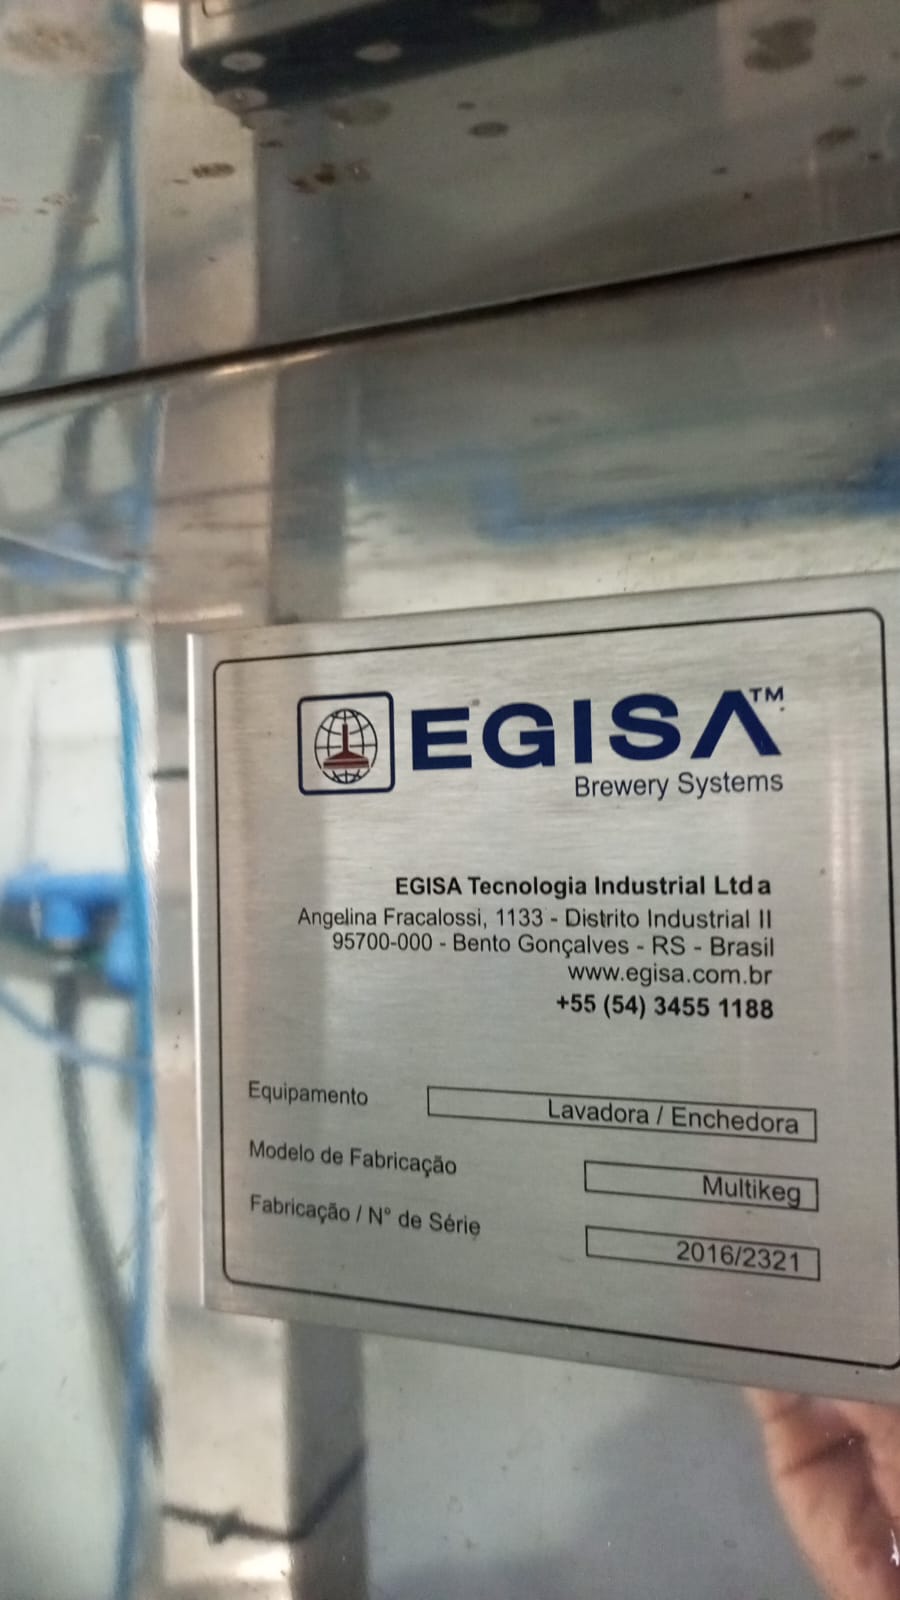 EGISA™
Brewery Systems
EGISA Tecnologia Industrial Ltda
Angelina Fracalossi, 1133 - Distrito Industrial II
95700-000 - Bento Gonçalves - RS - Brasil
www.egisa.com.br
+55 (54) 3455 1188
Equipamento Lavadora / Enchedora
Modelo de Fabricação Multikeg
Fabricação / N° de Série 2016/2321